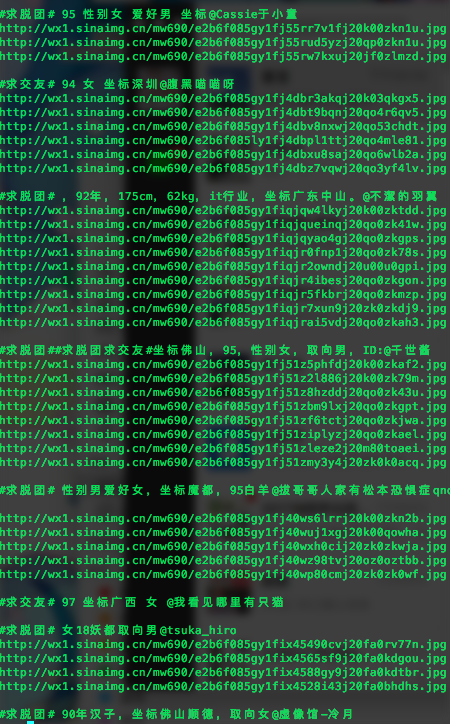 #求脱团# 95 性别女 爱好男 坐标@Cassie于小童
http://wx1.sinaimg.cn/mw690/e2b6f085gy1fj55rr7v1fj20k00zkn1u.jpg
http://wx1.sinaimg.cn/mw690/e2b6f085gy1fj55rud5yzj20qp0zkn1u.jpg
http://wx1.sinaimg.cn/mw690/e2b6f085gy1fj55rw7kxuj20jf0zlmzd.jpg
#求交友# 94 女 坐标深圳@腹黑喵喵呀
http://wx1.sinaimg.cn/mw690/e2b6f085gy1fj4dbr3akqj20k03qkgx5.jpg
http://wx1.sinaimg.cn/mw690/e2b6f085gy1fj4dbt9bqnj20qo4r6qv5.jpg
http://wx1.sinaimg.cn/mw690/e2b6f085gy1fj4dbv8nxwj20qo53chdt.jpg
http://wx1.sinaimg.cn/mw690/e2b6f085ly1fj4dbpl1ttj20qo4mle81.jpg
http://wx1.sinaimg.cn/mw690/e2b6f085gy1fj4dbxu8saj20qo6wlb2a.jpg
http://wx1.sinaimg.cn/mw690/e2b6f085gy1fj4dbz7vqwj20qo3yf4lv.jpg
#求脱团# , 92年, 175cm, 62kg, it行业, 坐标广东中山。@不潔的羽翼
http://wx1.sinaimg.cn/mw690/e2b6f085gy1fiqjqw4lkyj20k00zktdd.jpg
http://wx1.sinaimg.cn/mw690/e2b6f085gy1fiqjqueinqj20qo0zk41w.jpg
http://wx1.sinaimg.cn/mw690/e2b6f085gy1fiqjqyao4gj20qo0zkgps.jpg
http://wx1.sinaimg.cn/mw690/e2b6f085gy1fiqjr0fnp1j20qo0zk78s.jpg
http://wx1.sinaimg.cn/mw690/e2b6f085gy1fiqjr2owndj20u00u0gpi.jpg
http://wx1.sinaimg.cn/mw690/e2b6f085gy1fiqjr4ibesj20qo0zkgon.jpg
http://wx1.sinaimg.cn/mw690/e2b6f085gy1fiqjr5fkbrj20qo0zkmzp.jpg
http://wx1.sinaimg.cn/mw690/e2b6f085gy1fiqjr7xun9j20zk0zkdj9.jpg
http://wx1.sinaimg.cn/mw690/e2b6f085gy1fiqjrai5vdj20qo0zkah3.jpg
#求脱团##求脱团求交友#坐标佛山, 95, 性别女, 取向男, ID:@千世酱
http://wx1.sinaimg.cn/mw690/e2b6f085gy1fj51z5phfdj20k00zkaf2.jpg
http://wx1.sinaimg.cn/mw690/e2b6f085gy1fj51z2l886j20k00zk79m.jpg
http://wx1.sinaimg.cn/mw690/e2b6f085gy1fj51z8hzddj20qo0zk43u.jpg
http://wx1.sinaimg.cn/mw690/e2b6f085gy1fj51zbm9lxj20qo0zkgpt.jpg
http://wx1.sinaimg.cn/mw690/e2b6f085gy1fj51zf6tctj20qo0zkjwa.jpg
http://wx1.sinaimg.cn/mw690/e2b6f085gy1fj51ziplyzj20qo0zkael.jpg
http://wx1.sinaimg.cn/mw690/e2b6f085gy1fj51zleze2j20m80toaei.jpg
http://wx1.sinaimg.cn/mw690/e2b6f085gy1fj51zmy3y4j20zk0k0acq.jpg
#求脱团# 性别男爱好女, 坐标魔都, 95白羊@拔哥哥人家有松本恐惧症qnq
http://wx1.sinaimg.cn/mw690/e2b6f085gy1fj40ws6lrrj20k00zkn2b.jpg
http://wx1.sinaimg.cn/mw690/e2b6f085gy1fj40wuj1xgj20k00qowha.jpg
http://wx1.sinaimg.cn/mw690/e2b6f085gy1fj40wxh0cij20zk0zkwja.jpg
http://wx1.sinaimg.cn/mw690/e2b6f085gy1fj40wz98tvj20oz0oztbb.jpg
http://wx1.sinaimg.cn/mw690/e2b6f085gy1fj40wp80cmj20zk0zk0wf.jpg
#求交友# 97 坐标广西 女 @我看见哪里有只猫
#求脱团# 女18妖都取向男@tsuka_hiro
http://wx1.sinaimg.cn/mw690/e2b6f085gy1fix45490cvj20fa0rv77n.jpg
http://wx1.sinaimg.cn/mw690/e2b6f085gy1fix4565sf9j20fa0kdgou.jpg
http://wx1.sinaimg.cn/mw690/e2b6f085gy1fix4588gy9j20fa0kdtbr.jpg
http://wx1.sinaimg.cn/mw690/e2b6f085gy1fix4528i43j20fa0bhdhs.jpg
#求脱团# 90年汉子, 坐标佛山顺德, 取向女@虚像馆-冷月